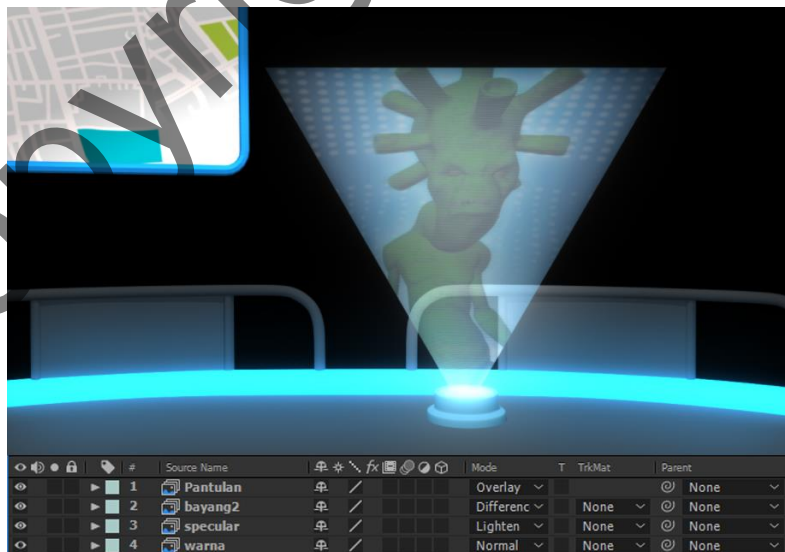 # Source Name fx Mode T TrkMat Parent
1 Pantulan Overlay None
2 bayang2 Differenc None None
3 specular Lighten None None
4 warna Normal None None